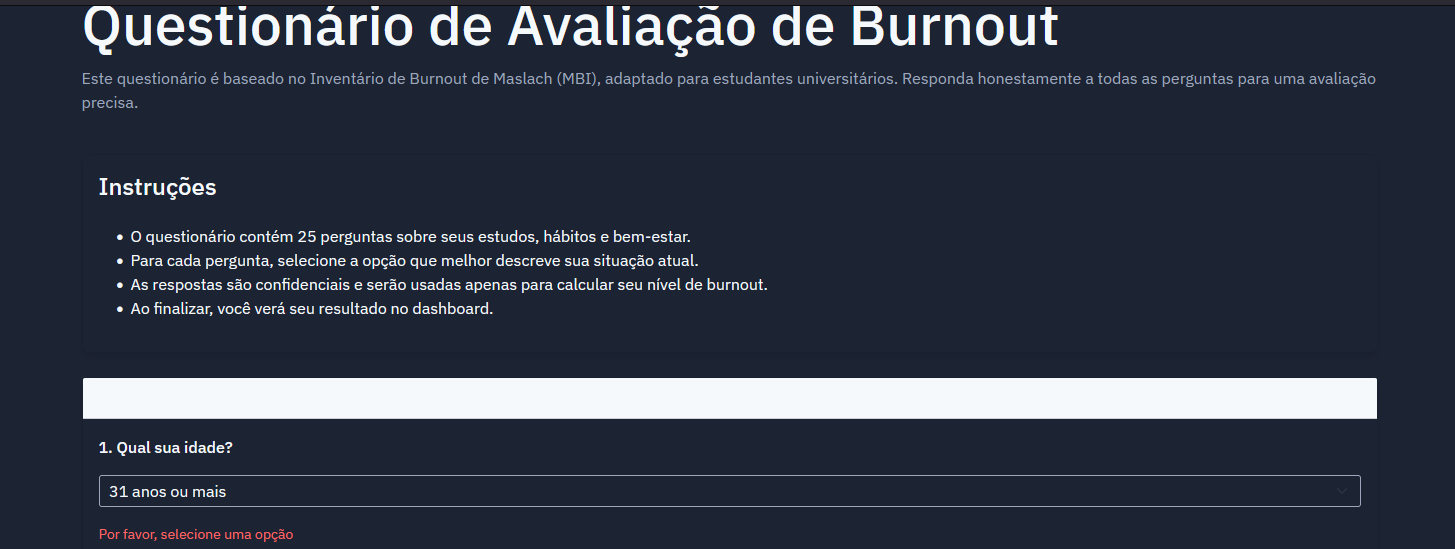 Questionário de Avaliação de Burnout
Este questionário é baseado no Inventário de Burnout de Maslach (MBI), adaptado para estudantes universitários. Responda honestamente a todas as perguntas para uma avaliação
precisa.
Instruções
• O questionário contém 25 perguntas sobre seus estudos, hábitos e bem-estar.
• Para cada pergunta, selecione a opção que melhor descreve sua situação atual.
• As respostas são confidenciais e serão usadas apenas para calcular seu nível de burnout.
• Ao finalizar, você verá seu resultado no dashboard.
1. Qual sua idade?
31 anos ou mais
Por favor, selecione uma opção